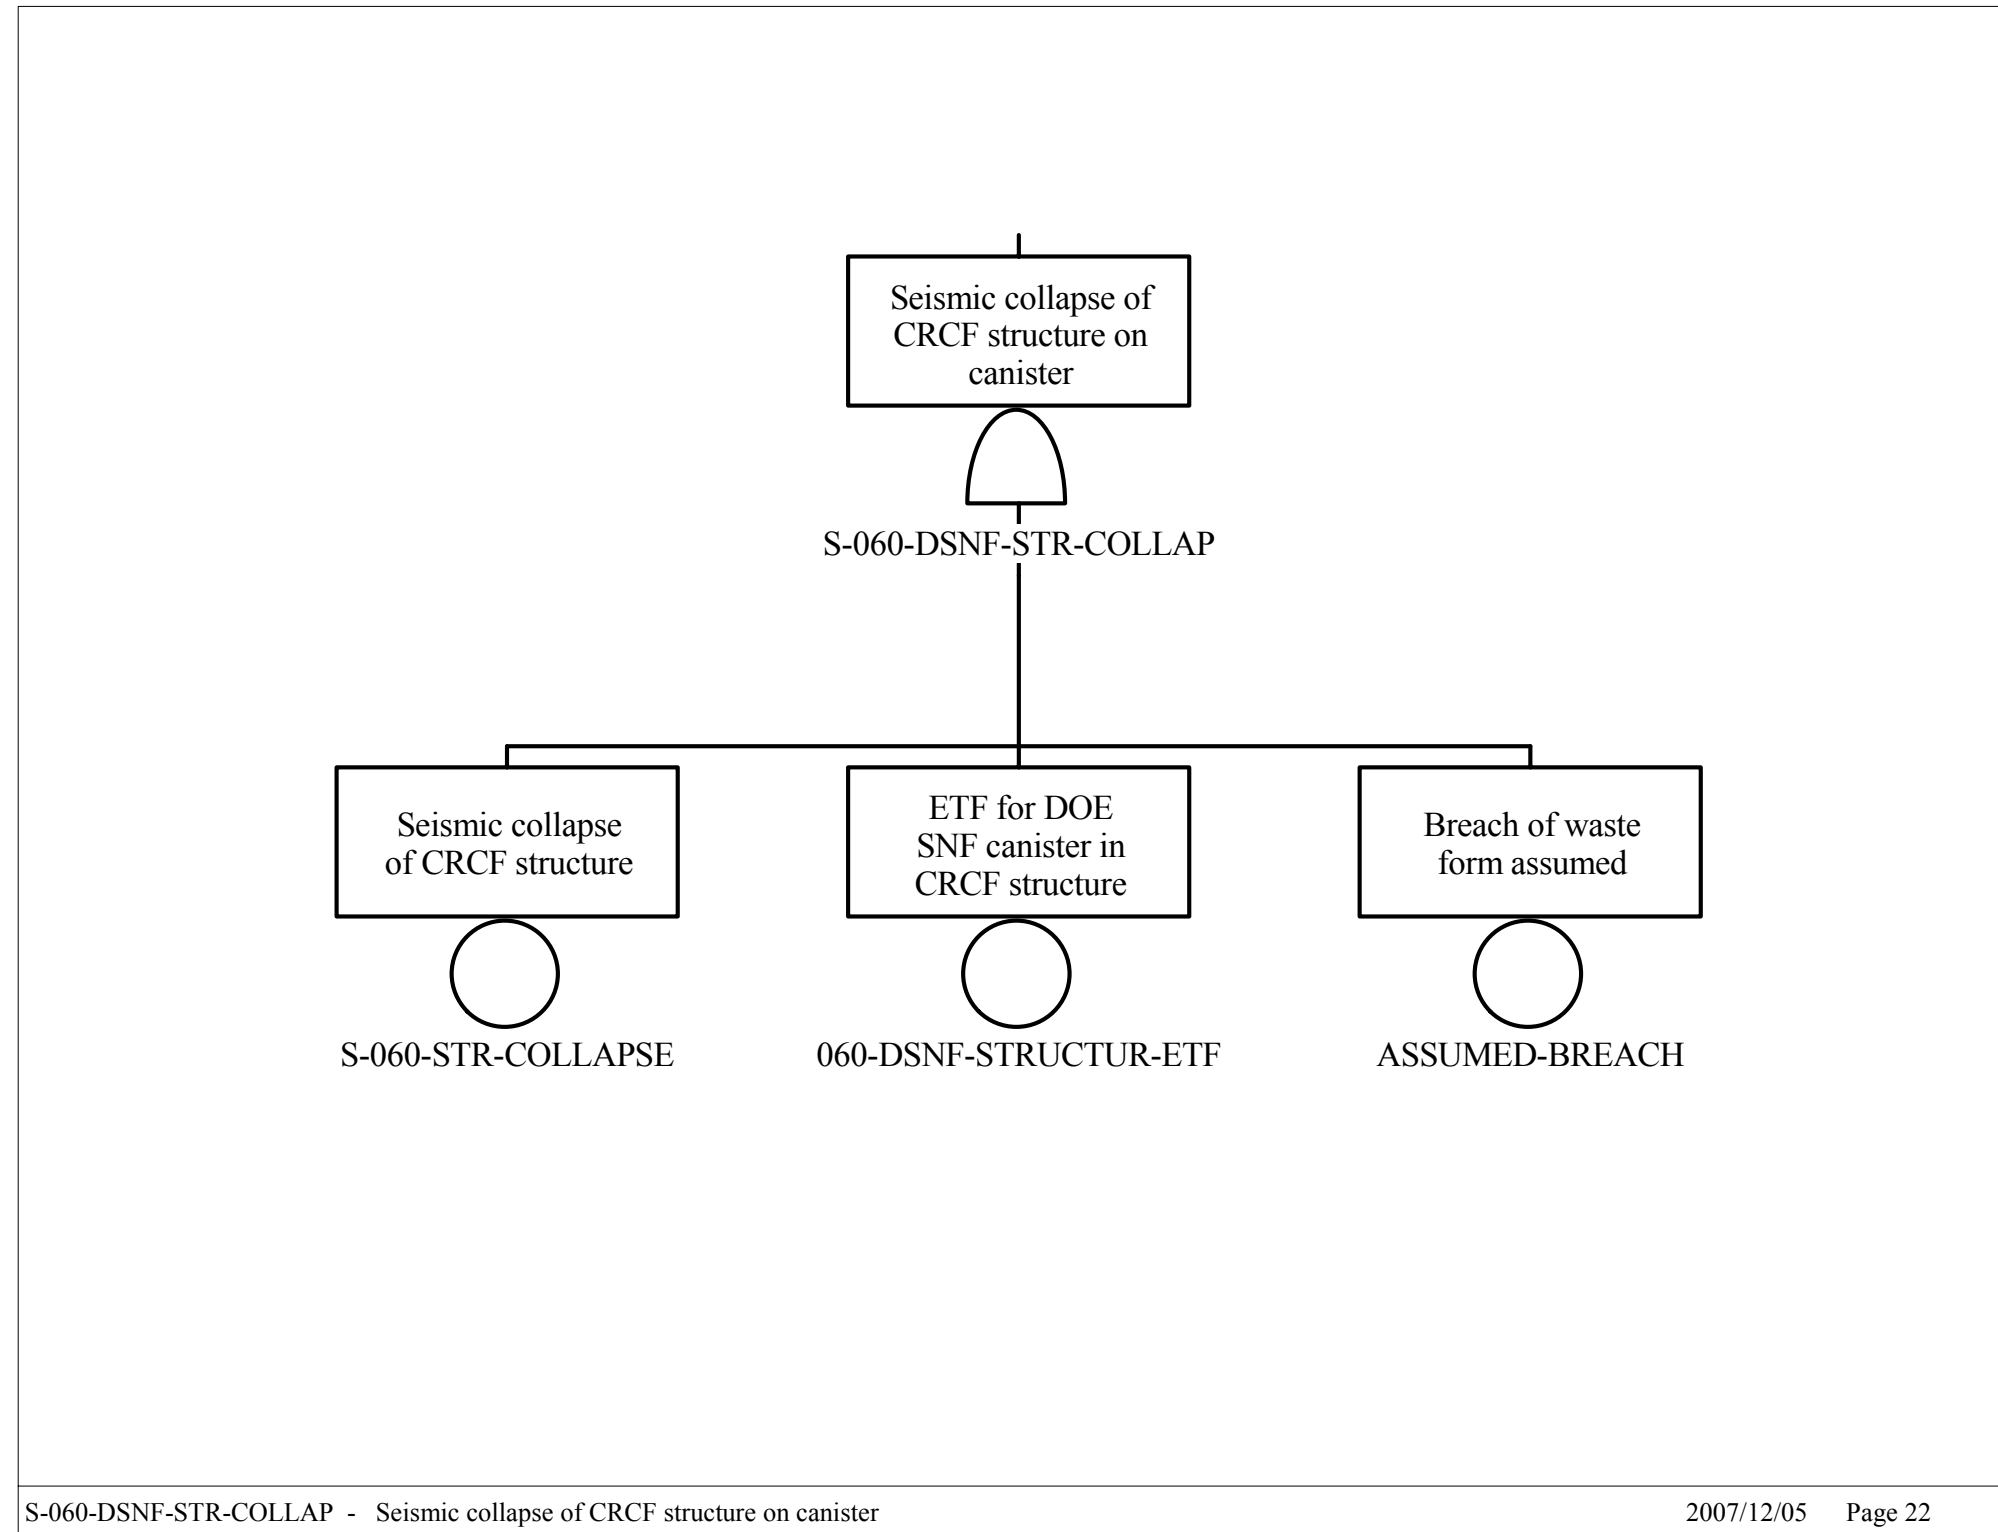 Seismic collapse of
CRCF structure on
canister
S-060-DSNF-STR-COLLAP
Seismic collapse
of CRCF structure
ETF for DOE
SNF canister in
CRCF structure
Breach of waste
form assumed
S-060-STR-COLLAPSE
060-DSNF-STRUCTUR-ETF
ASSUMED-BREACH
S-060-DSNF-STR-COLLAP - Seismic collapse of CRCF structure on canister
2007/12/05 Page 22